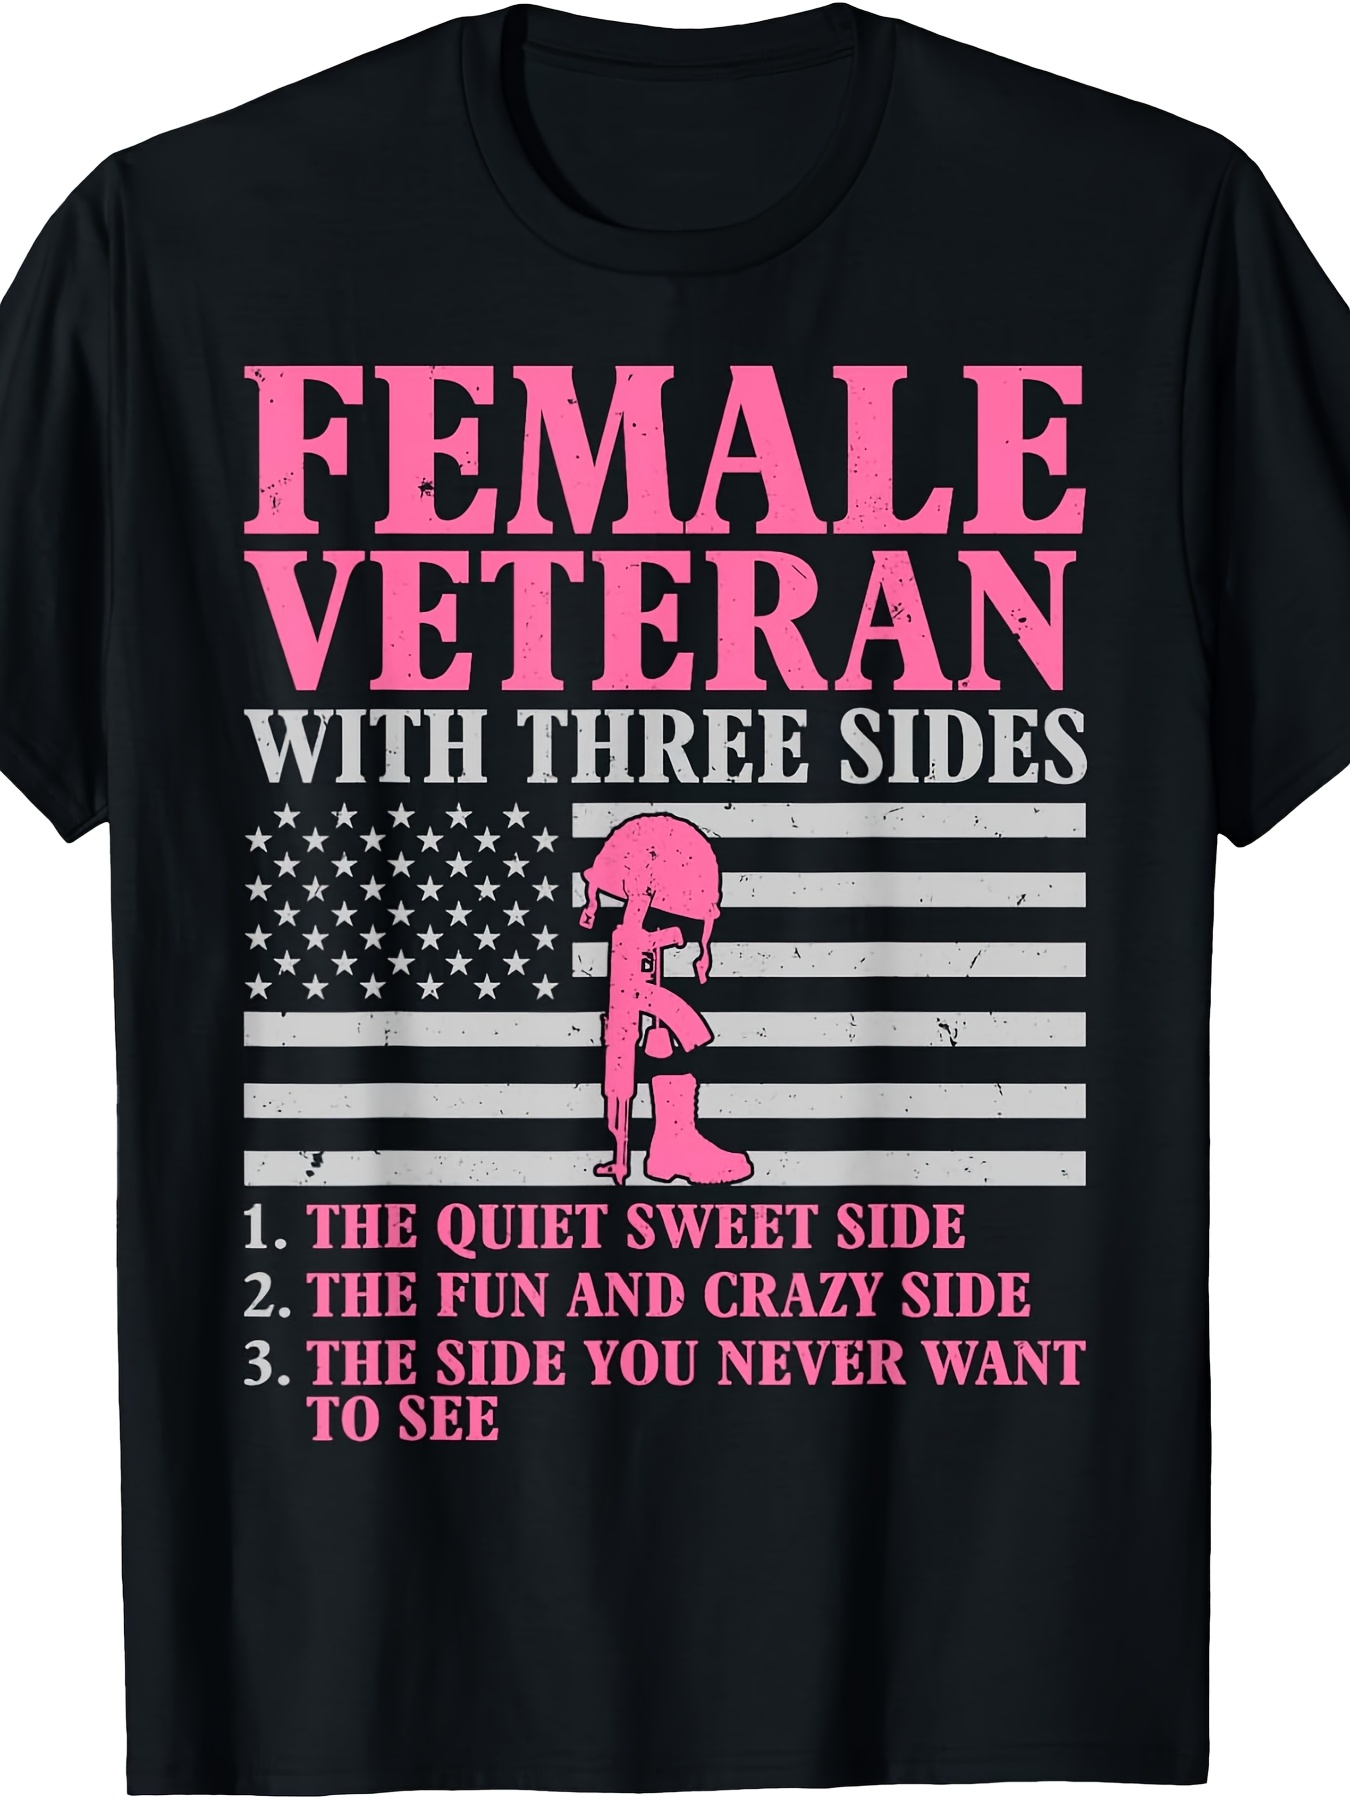 FEMALE
VETERAN
WITH THREE SIDES
1. THE QUIET SWEET SIDE
2. THE FUN AND CRAZY SIDE
3. THE SIDE YOU NEVER WANT
TO SEE